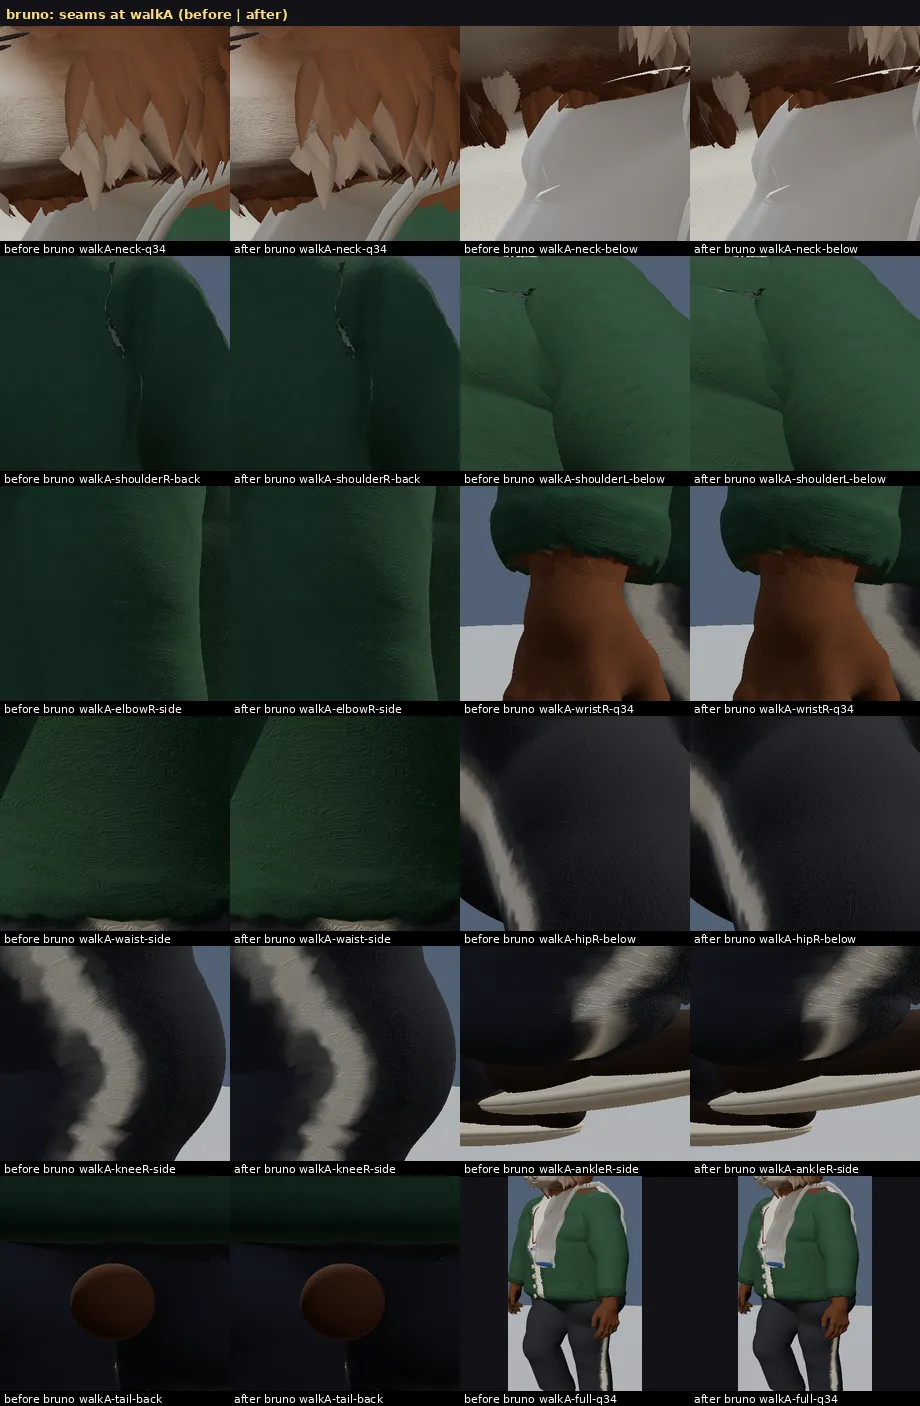 bruno: seams at walkA (before | after)
before bruno walkA-neck-q34
after bruno walkA-neck-q34
before bruno walkA-neck-below
after bruno walkA-neck-below
before bruno walkA-shoulderR-back
after bruno walkA-shoulderR-back
before bruno walkA-shoulderL-below
after bruno walkA-shoulderL-below
before bruno walkA-elbowR-side
after bruno walkA-elbowR-side
before bruno walkA-wristR-q34
after bruno walkA-wristR-q34
before bruno walkA-waist-side
after bruno walkA-waist-side
before bruno walkA-hipR-below
after bruno walkA-hipR-below
before bruno walkA-kneeR-side
after bruno walkA-kneeR-side
before bruno walkA-ankleR-side
after bruno walkA-ankleR-side
before bruno walkA-tail-back
after bruno walkA-tail-back
before bruno walkA-full-q34
after bruno walkA-full-q34